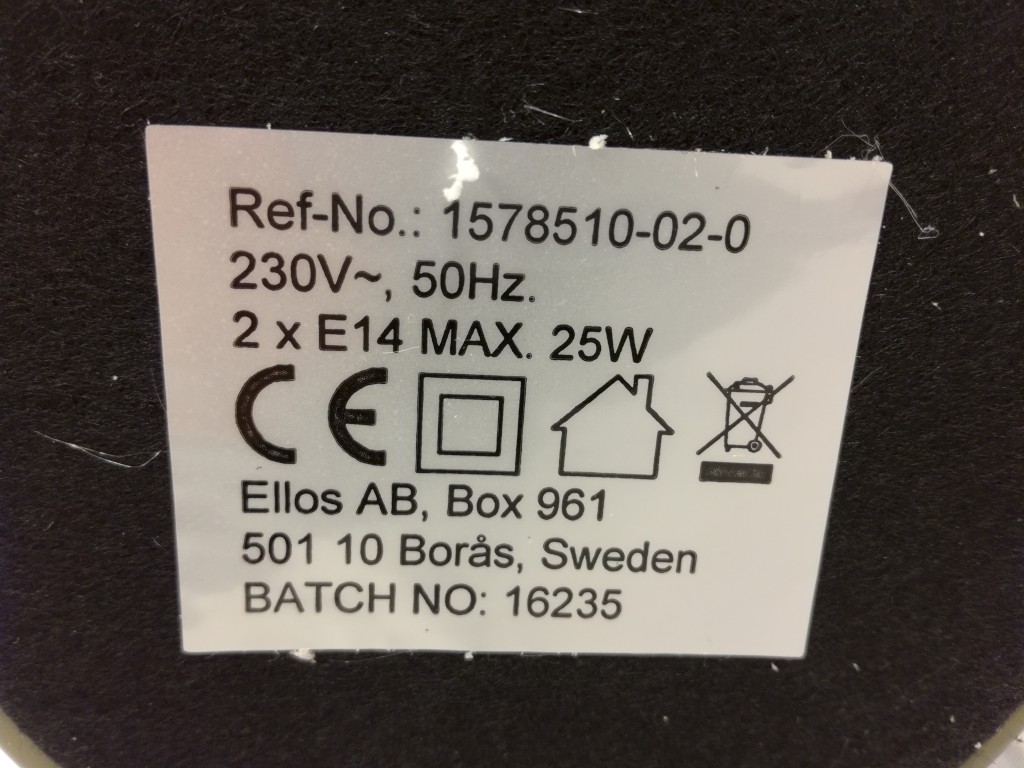 Ref-No.: 1578510-02-0
230V~, 50Hz.
2 x E14 MAX. 25W
CE
Ellos AB, Box 961
501 10 Borås, Sweden
BATCH NO: 16235